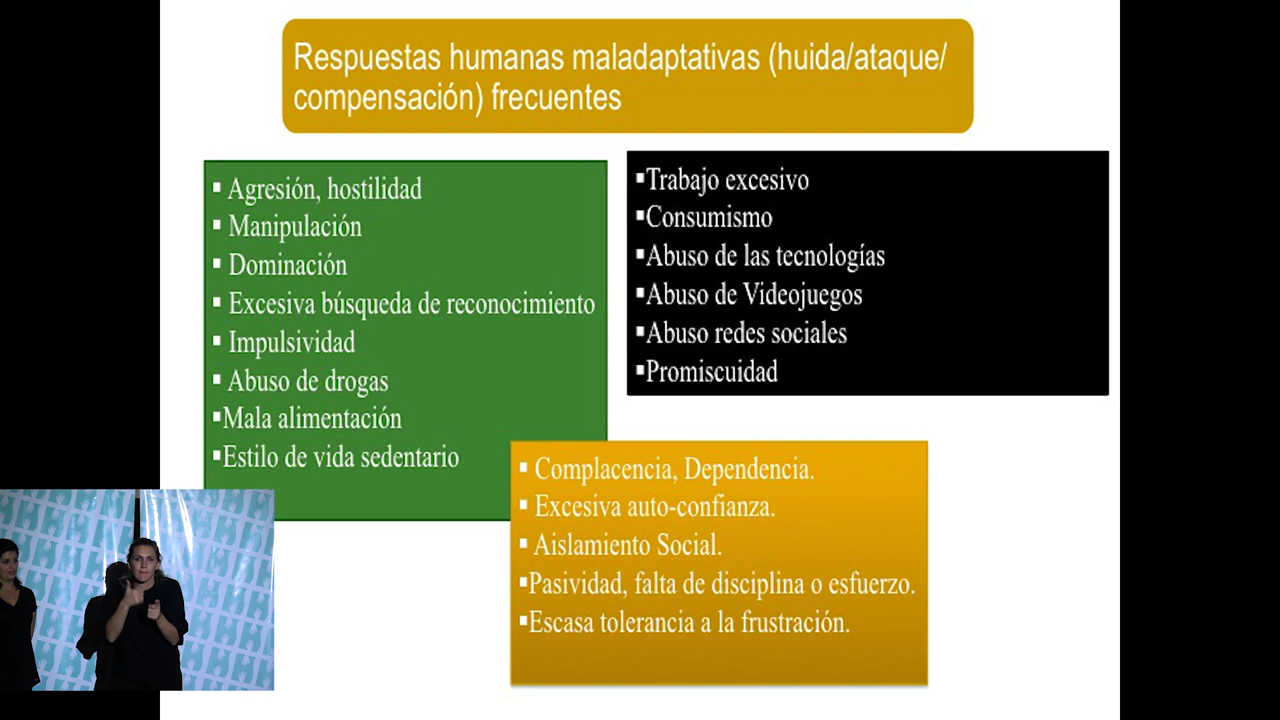 Respuestas humanas maladaptativas (huida/ataque/
compensación) frecuentes
▪ Agresión, hostilidad
▪ Manipulación
▪ Dominación
▪ Excesiva búsqueda de reconocimiento
▪ Impulsividad
▪ Abuso de drogas
▪Mala alimentación
▪Estilo de vida sedentario
▪Trabajo excesivo
▪Consumismo
▪Abuso de las tecnologías
▪Abuso de Videojuegos
▪Abuso redes sociales
▪Promiscuidad
▪ Complacencia, Dependencia.
▪ Excesiva auto-confianza.
▪ Aislamiento Social.
▪Pasividad, falta de disciplina o esfuerzo.
▪Escasa tolerancia a la frustración.